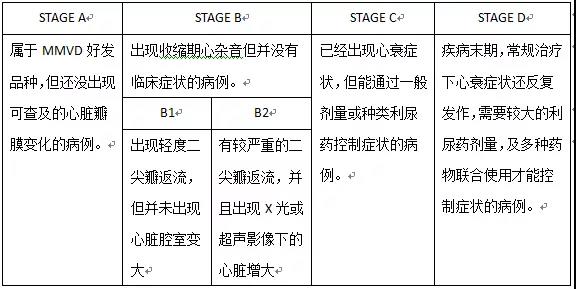 STAGE A
STAGE B
STAGE C
STAGE D
属于 MMVD 好发
品种，但还没出现
可查及的心脏瓣
膜变化的病例。
出现收缩期心杂音但并没有
临床症状的病例。
B1
B2
出现轻度二
尖瓣返流，
但并未出现
心脏腔室变
大
有较严重的二
尖瓣返流，并
且出现 X 光或
超声影像下的
心脏增大
已经出现心衰症
状，但能通过一般
剂量或种类利尿
药控制症状的病
例。
疾病末期，常规治疗
下心衰症状还反复
发作，需要较大的利
尿药剂量，及多种药
物联合使用才能控
制症状的病例。